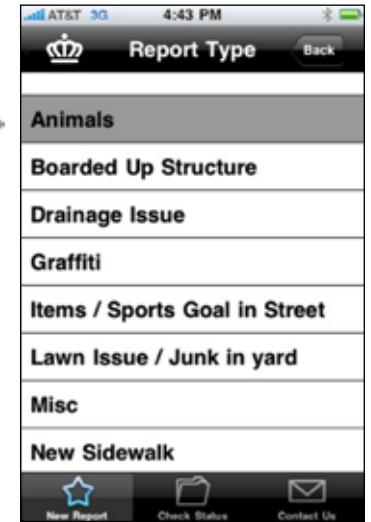 AT&T 3G 4:43 PM
Report Type Back
Animals
Boarded Up Structure
Drainage Issue
Graffiti
Items / Sports Goal in Street
Lawn Issue / Junk in yard
Misc
New Sidewalk
New Report Check Status Contact Us